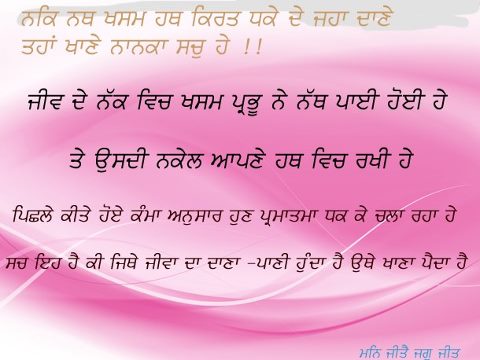 ਨਕਿ ਨਥ ਖਸਮ ਹਥ ਕਿਰਤ ਧਕੇ ਦੇ ਜਹਾ ਦਾਣੇ
ਤਹਾਂ ਖਾਣੇ ਨਾਨਕਾ ਸਚੁ ਹੇ !!
ਜੀਵ ਦੇ ਨੱਕ ਵਿਚ ਖਸਮ ਪ੍ਰਭੂ ਨੇ ਨੱਥ ਪਾਈ ਹੋਈ ਹੇ
ਤੇ ਉਸਦੀ ਨਕੇਲ ਆਪਣੇ ਹਥ ਵਿਚ ਰਖੀ ਹੇ
ਪਿਛਲੇ ਕੀਤੇ ਹੋਏ ਕੰਮਾ ਅਨੁਸਾਰ ਹੁਣ ਪ੍ਰਮਾਤਮਾ ਧਕ ਕੇ ਚਲਾ ਰਹਾ ਹੇ
ਸਚ ਇਹ ਹੈ ਕੀ ਜਿਥੇ ਜੀਵਾ ਦਾ ਦਾਣਾ -ਪਾਣੀ ਹੁੰਦਾ ਹੈ ਉਥੇ ਖਾਣਾ ਪੈਦਾ ਹੈ
ਮਨਿ ਜੀਤੈ ਜਗੁ ਜੀਤ